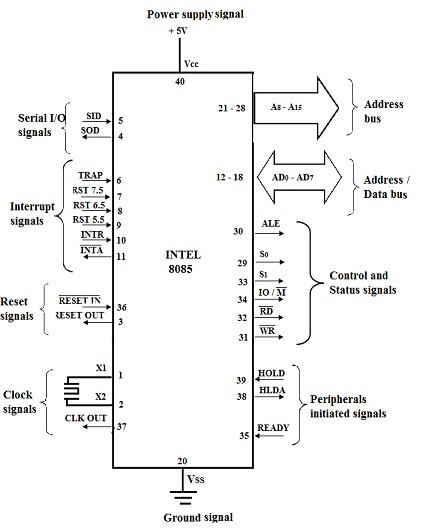 Power supply signal
+ 5V
Vcc
40
Serial I/O
signals
SID
5
SOD
4
21 - 28
A8 - A15
Address
bus
Interrupt
signals
TRAP
6
RST 7.5
7
RST 6.5
8
RST 5.5
9
INTR
10
INTA
11
12 - 18
AD0 - AD7
Address /
Data bus
INTEL
8085
30
ALE
29
S0
33
S1
34
IO / M
32
RD
31
WR
Control and
Status signals
Reset
signals
RESET IN
36
RESET OUT
3
Clock
signals
X1
1
X2
2
CLK OUT
37
39
HOLD
38
HLDA
35
READY
Peripherals
initiated signals
20
Vss
Ground signal